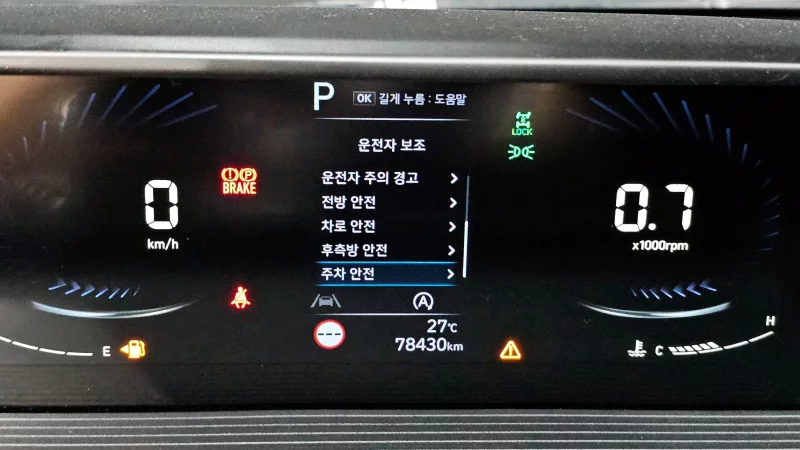 P
OK 길게 누름 : 도움말
LOCK
운전자 보조
운전자 주의 경고
전방 안전
차로 안전
후측방 안전
주차 안전
P
BRAKE
0
km/h
0.7
x1000rpm
A
---
27℃
78430km
E
C
H